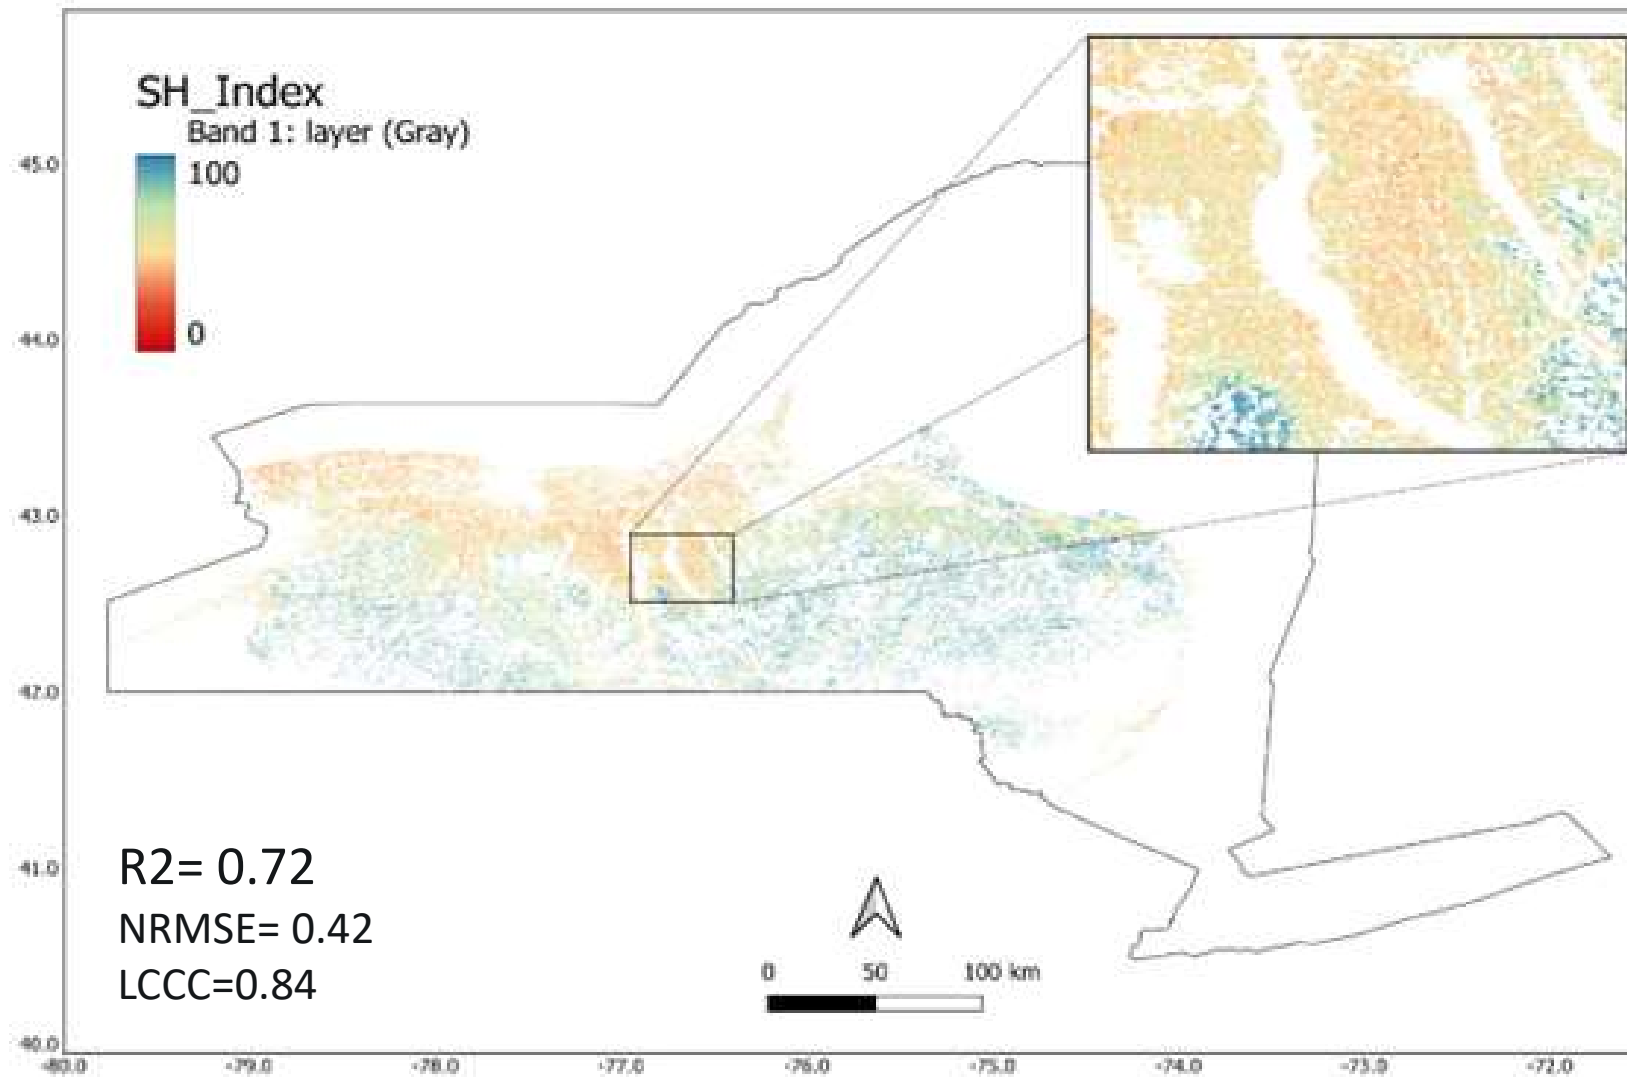 SH_Index
Band 1: layer (Gray)
100
0
45.0
44.0
43.0
42.0
41.0
40.0
R2= 0.72
NRMSE= 0.42
LCCC=0.84
0 50 100 km
-80.0 -79.0 -78.0 -77.0 -76.0 -75.0 -74.0 -73.0 -72.0